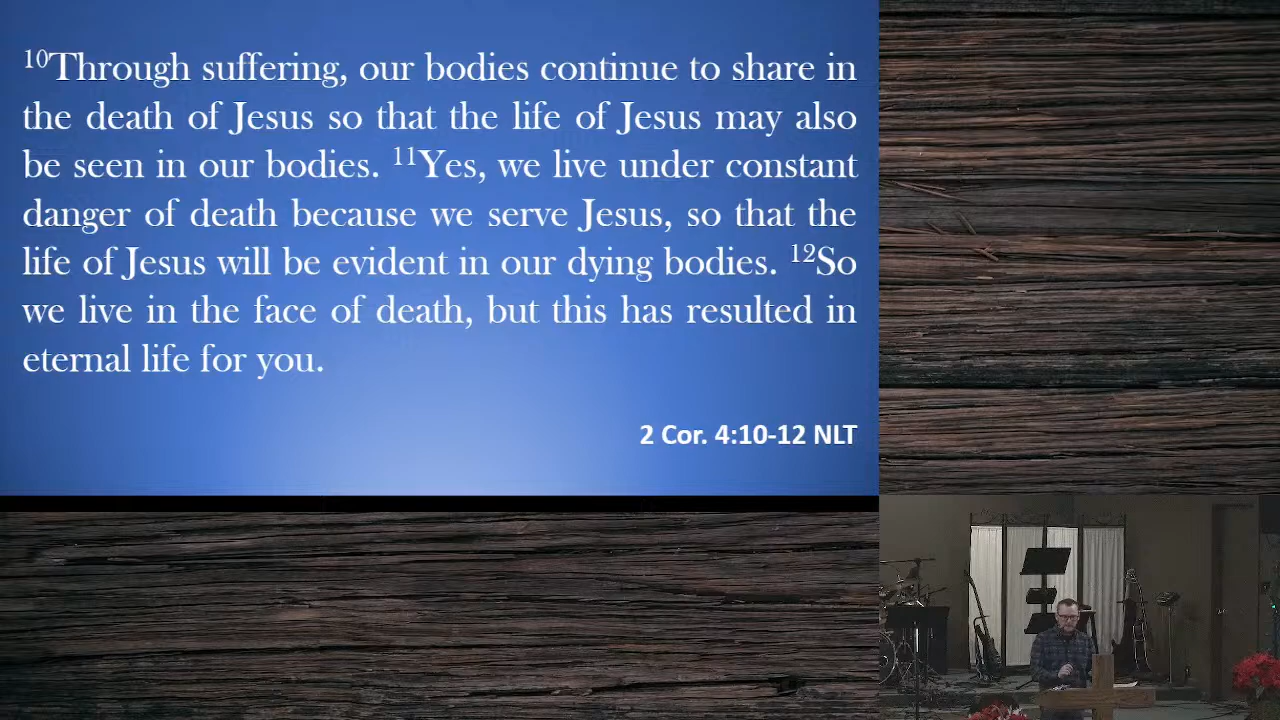 ¹⁰Through suffering, our bodies continue to share in
the death of Jesus so that the life of Jesus may also
be seen in our bodies. ¹¹Yes, we live under constant
danger of death because we serve Jesus, so that the
life of Jesus will be evident in our dying bodies. ¹²So
we live in the face of death, but this has resulted in
eternal life for you.
2 Cor. 4:10-12 NLT